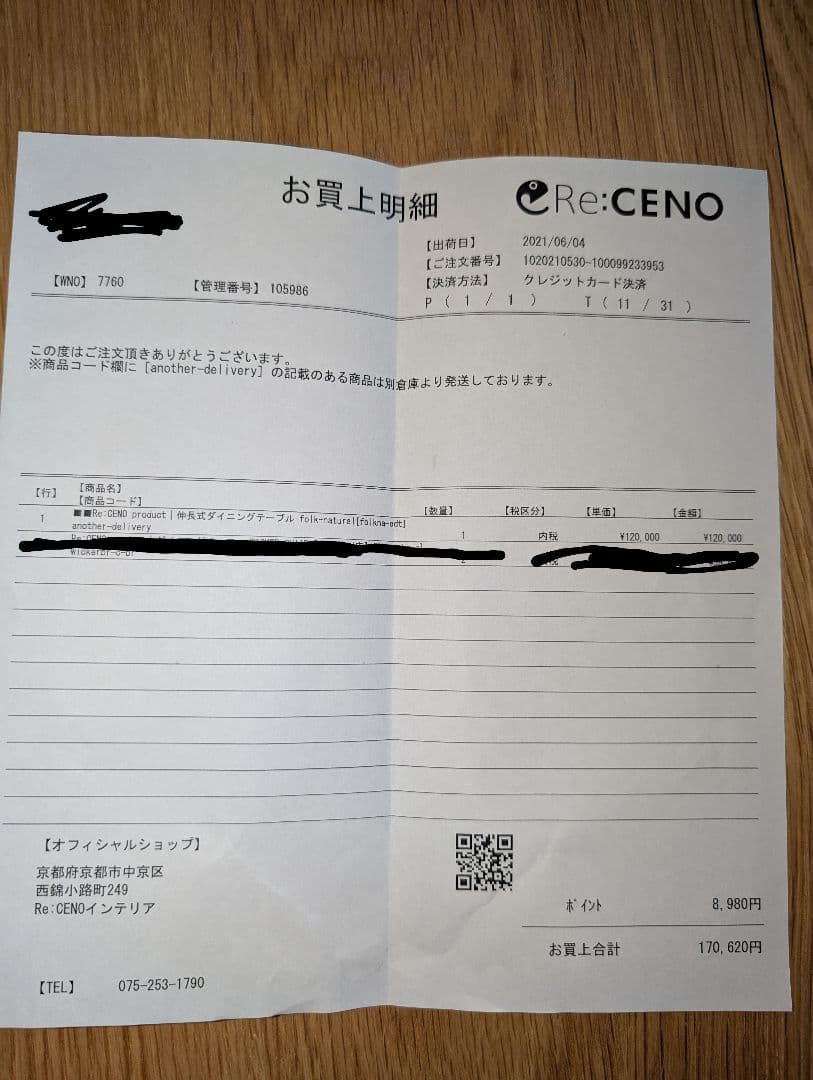 お買上明細
Re:CENO
【出荷日】 2021/06/04
【ご注文番号】 1020210530-100099233953
【決済方法】 クレジットカード決済
P ( 1 / 1 ) T ( 11 / 31 )
【WNO】 7760 【管理番号】 105986
この度はご注文頂きありがとうございます。
※商品コード欄に [another-delivery] の記載のある商品は別倉庫より発送しております。
【行】 【商品名】 【数量】 【税区分】 【単価】 【金額】
【商品コード】
1 ■■Re:CENO product｜伸長式ダイニングテーブル folk-natural[folkna-edt]
another-delivery 1 内税 ¥120,000 ¥120,000
【オフィシャルショップ】
京都府京都市中京区
西錦小路町249
Re:CENOインテリア
ﾎﾟｲﾝﾄ 8,980円
お買上合計 170,620円
【TEL】 075-253-1790